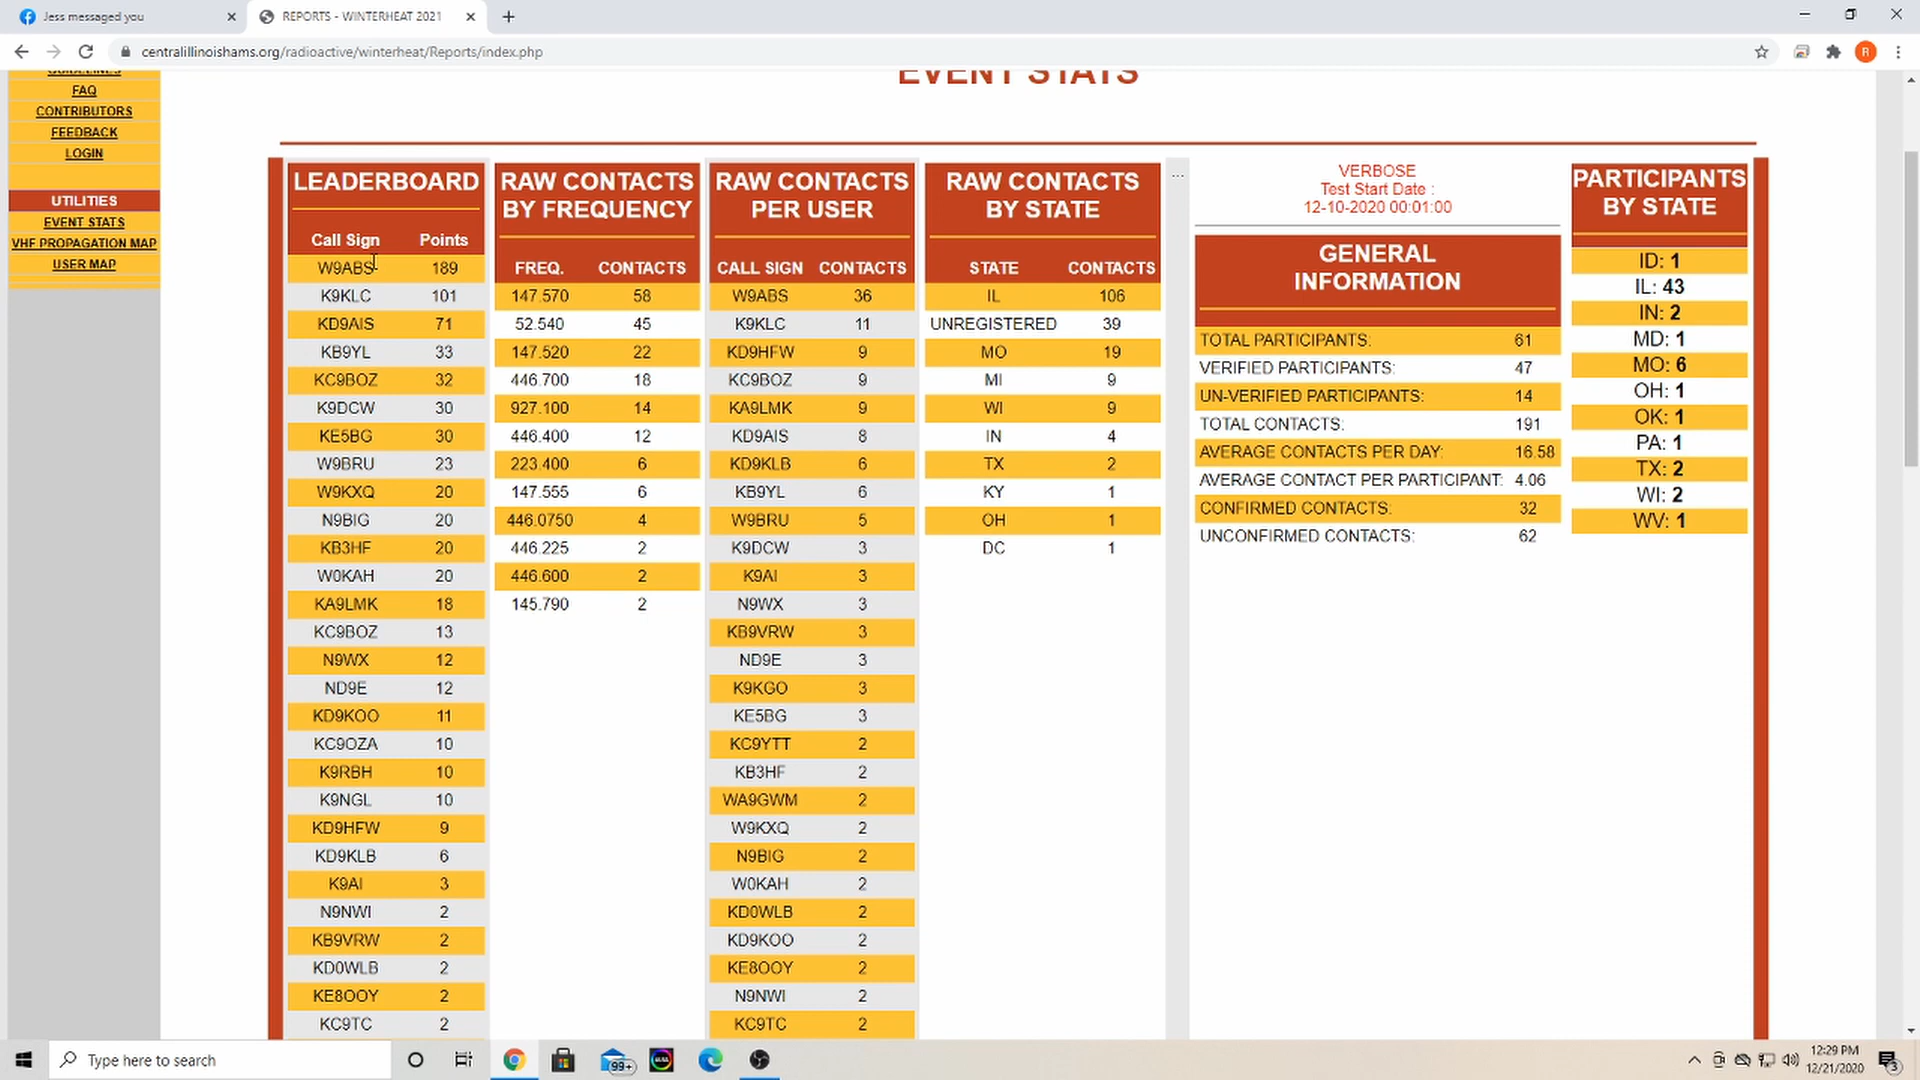 Jess messaged you
REPORTS - WINTERHEAT 2021
centralillinoishams.org/radioactive/winterheat/Reports/index.php
R
GUIDELINES
FAQ
CONTRIBUTORS
FEEDBACK
LOGIN
UTILITIES
EVENT STATS
VHF PROPAGATION MAP
USER MAP
EVENT STATS
LEADERBOARD
Call Sign Points
W9ABS 189
K9KLC 101
KD9AIS 71
KB9YL 33
KC9BOZ 32
K9DCW 30
KE5BG 30
W9BRU 23
W9KXQ 20
N9BIG 20
KB3HF 20
W0KAH 20
KA9LMK 18
KC9BOZ 13
N9WX 12
ND9E 12
KD9KOO 11
KC9OZA 10
K9RBH 10
K9NGL 10
KD9HFW 9
KD9KLB 6
K9AI 3
N9NWI 2
KB9VRW 2
KD0WLB 2
KE8OOY 2
KC9TC 2
RAW CONTACTS
BY FREQUENCY
FREQ. CONTACTS
147.570 58
52.540 45
147.520 22
446.700 18
927.100 14
446.400 12
223.400 6
147.555 6
446.0750 4
446.225 2
446.600 2
145.790 2
RAW CONTACTS
PER USER
CALL SIGN CONTACTS
W9ABS 36
K9KLC 11
KD9HFW 9
KC9BOZ 9
KA9LMK 9
KD9AIS 8
KD9KLB 6
KB9YL 6
W9BRU 5
K9DCW 3
K9AI 3
N9WX 3
KB9VRW 3
ND9E 3
K9KGO 3
KE5BG 3
KC9YTT 2
KB3HF 2
WA9GWM 2
W9KXQ 2
N9BIG 2
W0KAH 2
KD0WLB 2
KD9KOO 2
KE8OOY 2
N9NWI 2
KC9TC 2
RAW CONTACTS
BY STATE
STATE CONTACTS
IL 106
UNREGISTERED 39
MO 19
MI 9
WI 9
IN 4
TX 2
KY 1
OH 1
DC 1
...
VERBOSE
Test Start Date :
12-10-2020 00:01:00
GENERAL
INFORMATION
TOTAL PARTICIPANTS: 61
VERIFIED PARTICIPANTS: 47
UN-VERIFIED PARTICIPANTS: 14
TOTAL CONTACTS: 191
AVERAGE CONTACTS PER DAY: 16.58
AVERAGE CONTACT PER PARTICIPANT: 4.06
CONFIRMED CONTACTS: 32
UNCONFIRMED CONTACTS: 62
PARTICIPANTS
BY STATE
ID: 1
IL: 43
IN: 2
MD: 1
MO: 6
OH: 1
OK: 1
PA: 1
TX: 2
WI: 2
WV: 1
Type here to search
99+
12:29 PM
12/21/2020
3